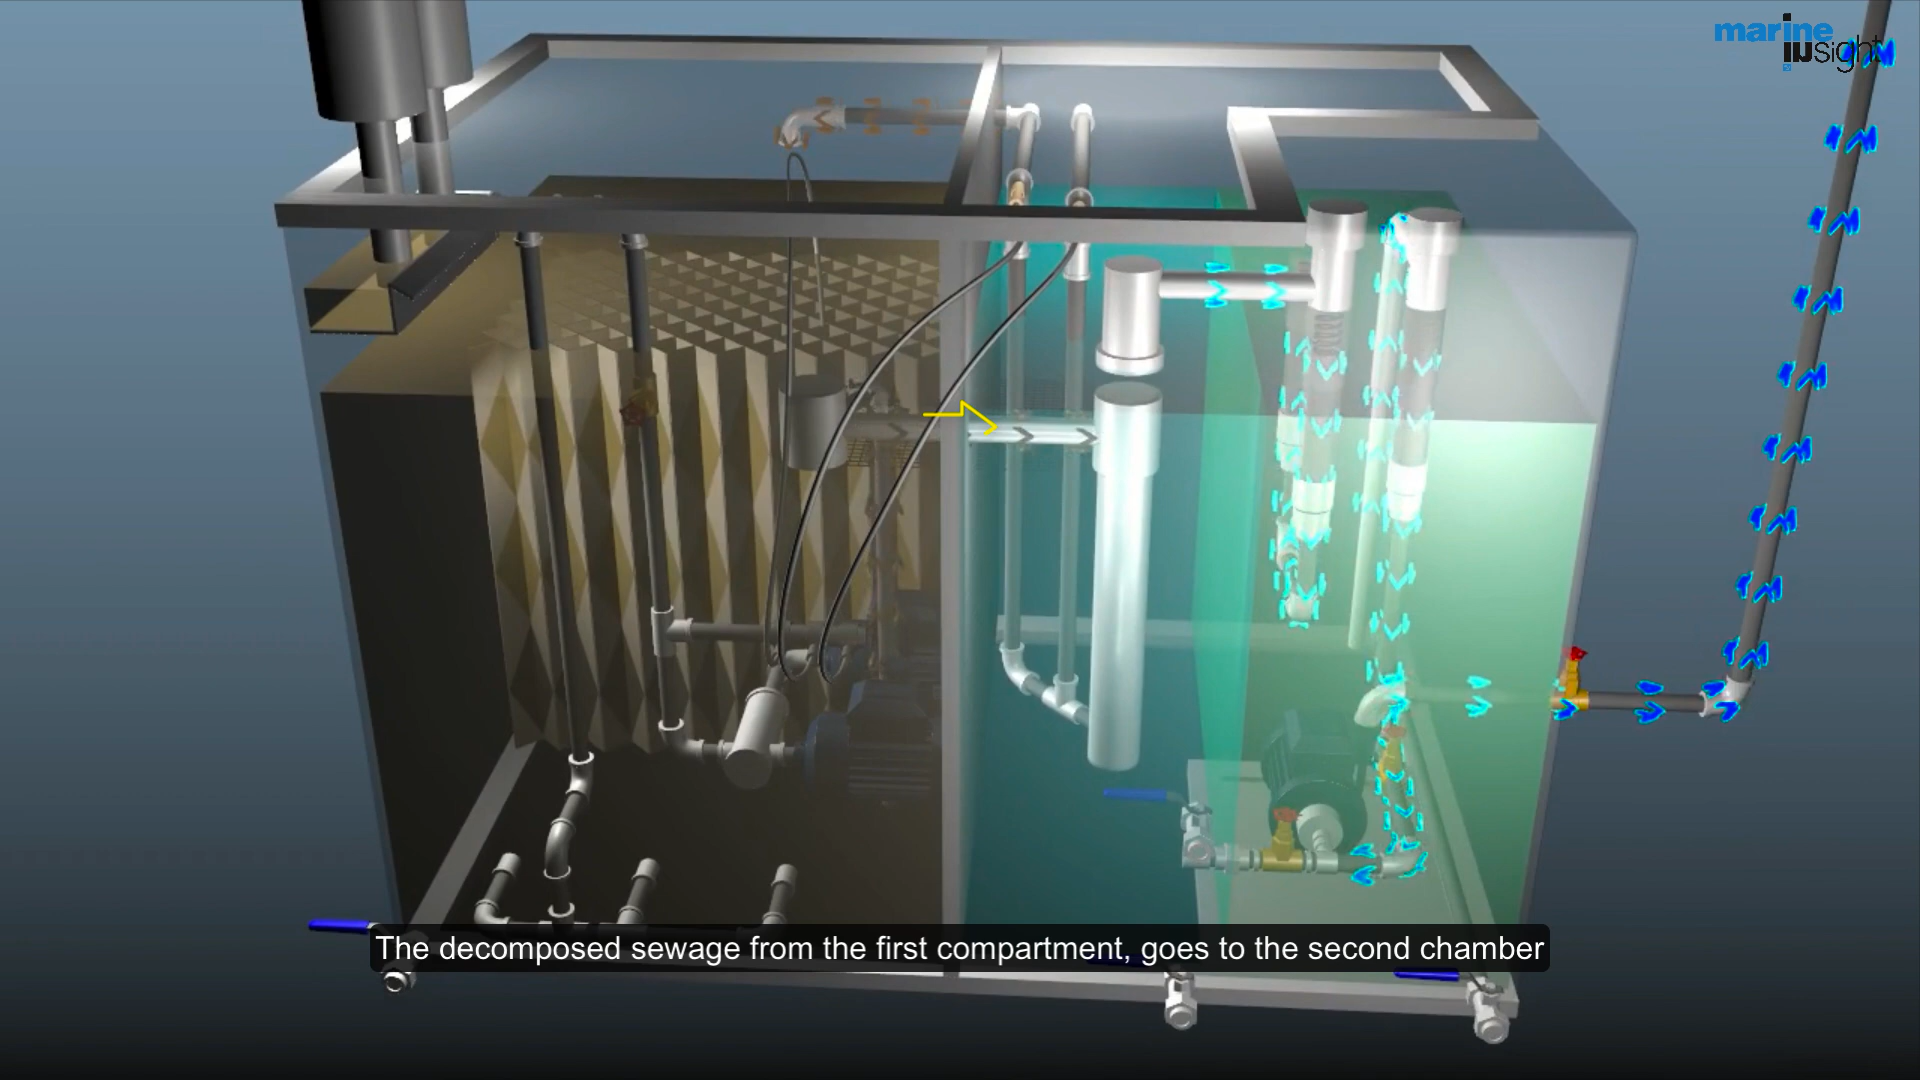 marine
insight
The decomposed sewage from the first compartment, goes to the second chamber